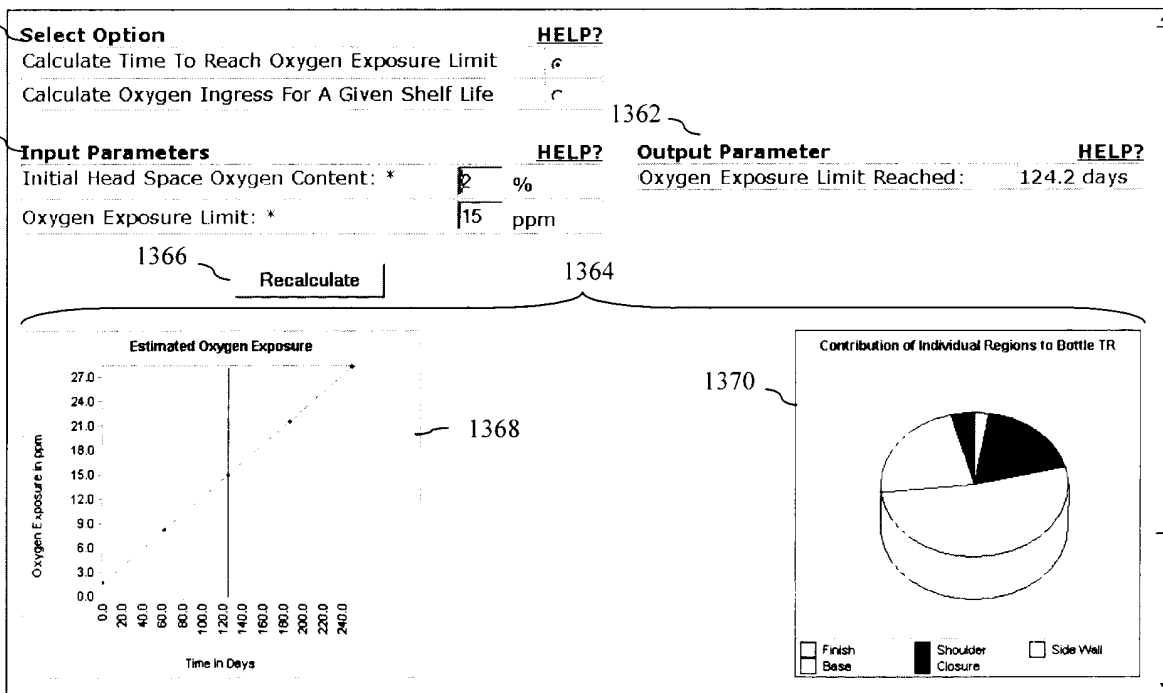 Select Option HELP?
Calculate Time To Reach Oxygen Exposure Limit
Calculate Oxygen Ingress For A Given Shelf Life
1362
Input Parameters HELP?
Initial Head Space Oxygen Content: * 2 %
Oxygen Exposure Limit: * 15 ppm
Output Parameter HELP?
Oxygen Exposure Limit Reached: 124.2 days
1366
Recalculate
1364
Estimated Oxygen Exposure
Oxygen Exposure in ppm
27.0
24.0
21.0
18.0
15.0
12.0
9.0
6.0
3.0
0.0
0.0 20.0 40.0 60.0 80.0 100.0 120.0 140.0 160.0 180.0 200.0 220.0 240.0
Time in Days
1368
Contribution of Individual Regions to Bottle TR
1370
Finish Shoulder Side Wall
Base Closure